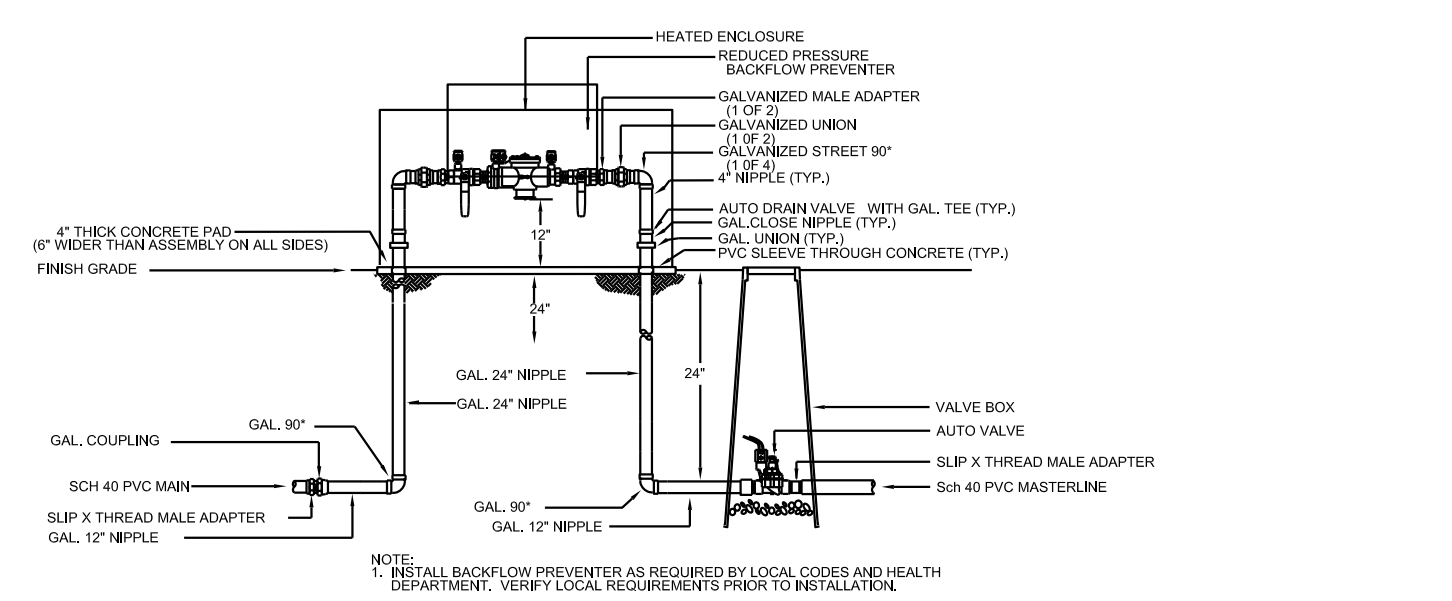 HEATED ENCLOSURE
REDUCED PRESSURE
BACKFLOW PREVENTER
GALVANIZED MALE ADAPTER
(1 OF 2)
GALVANIZED UNION
(1 0F 2)
GALVANIZED STREET 90*
(1 0F 4)
4" NIPPLE (TYP.)
AUTO DRAIN VALVE WITH GAL. TEE (TYP.)
GAL.CLOSE NIPPLE (TYP.)
GAL. UNION (TYP.)
PVC SLEEVE THROUGH CONCRETE (TYP.)
4" THICK CONCRETE PAD
(6" WIDER THAN ASSEMBLY ON ALL SIDES)
FINISH GRADE
12"
24"
24"
GAL. 24" NIPPLE
GAL. 24" NIPPLE
GAL. 90*
GAL. COUPLING
SCH 40 PVC MAIN
SLIP X THREAD MALE ADAPTER
GAL. 12" NIPPLE
GAL. 90*
GAL. 12" NIPPLE
VALVE BOX
AUTO VALVE
SLIP X THREAD MALE ADAPTER
Sch 40 PVC MASTERLINE
NOTE:
1. INSTALL BACKFLOW PREVENTER AS REQUIRED BY LOCAL CODES AND HEALTH
DEPARTMENT. VERIFY LOCAL REQUIREMENTS PRIOR TO INSTALLATION.